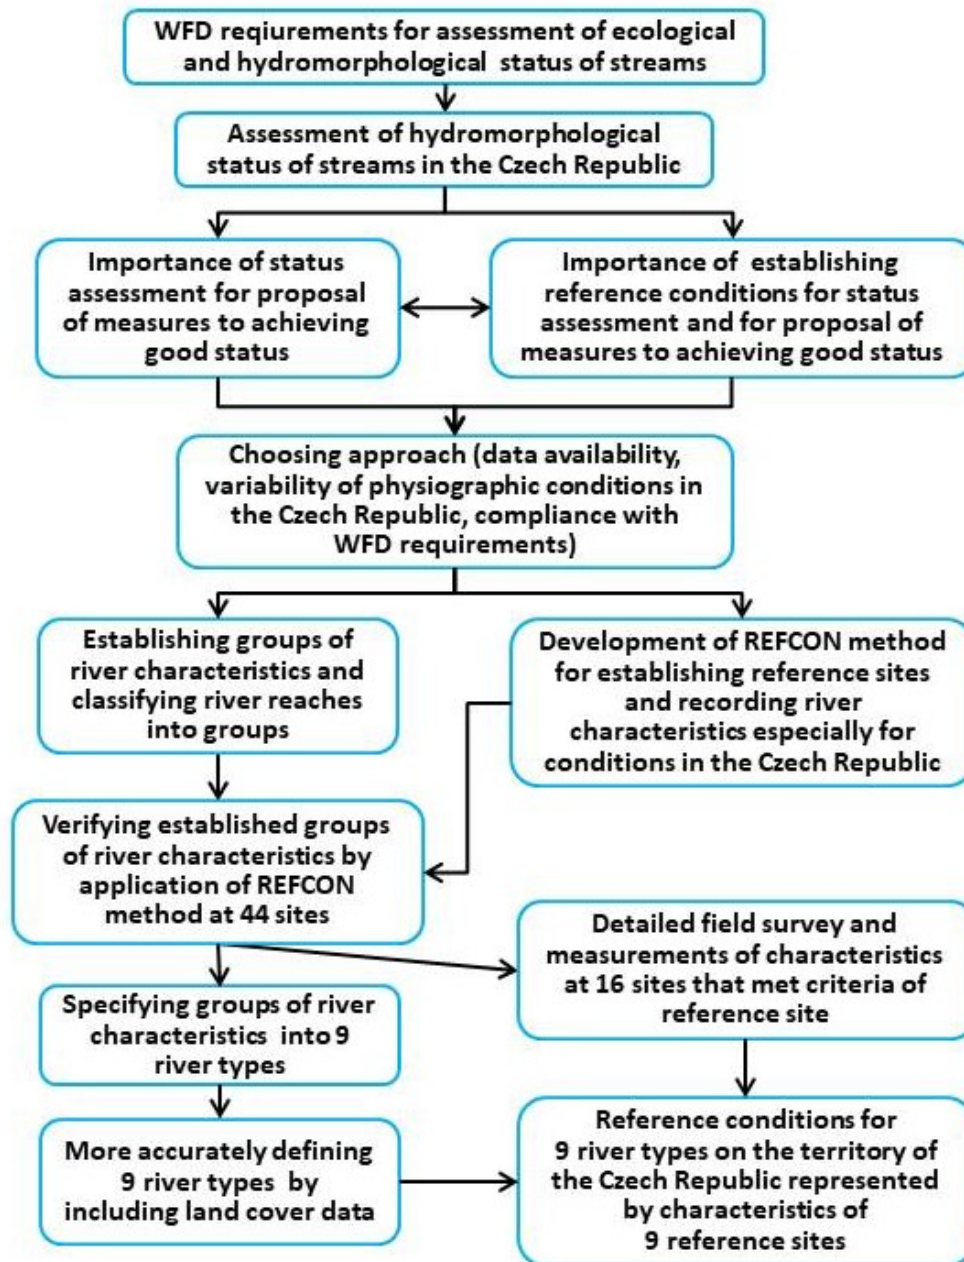 WFD reqiurements for assessment of ecological
and hydromorphological status of streams
Assessment of hydromorphological
status of streams in the Czech Republic
Importance of status
assessment for proposal
of measures to achieving
good status
Importance of establishing
reference conditions for status
assessment and for proposal of
measures to achieving good status
Choosing approach (data availability,
variability of physiographic conditions in
the Czech Republic, compliance with
WFD requirements)
Establishing groups of
river characteristics and
classifying river reaches
into groups
Development of REFCON method
for establishing reference sites
and recording river
characteristics especially for
conditions in the Czech Republic
Verifying established groups
of river characteristics by
application of REFCON
method at 44 sites
Detailed field survey and
measurements of characteristics
at 16 sites that met criteria of
reference site
Specifying groups of river
characteristics into 9
river types
More accurately defining
9 river types by
including land cover data
Reference conditions for
9 river types on the territory of
the Czech Republic represented
by characteristics of
9 reference sites